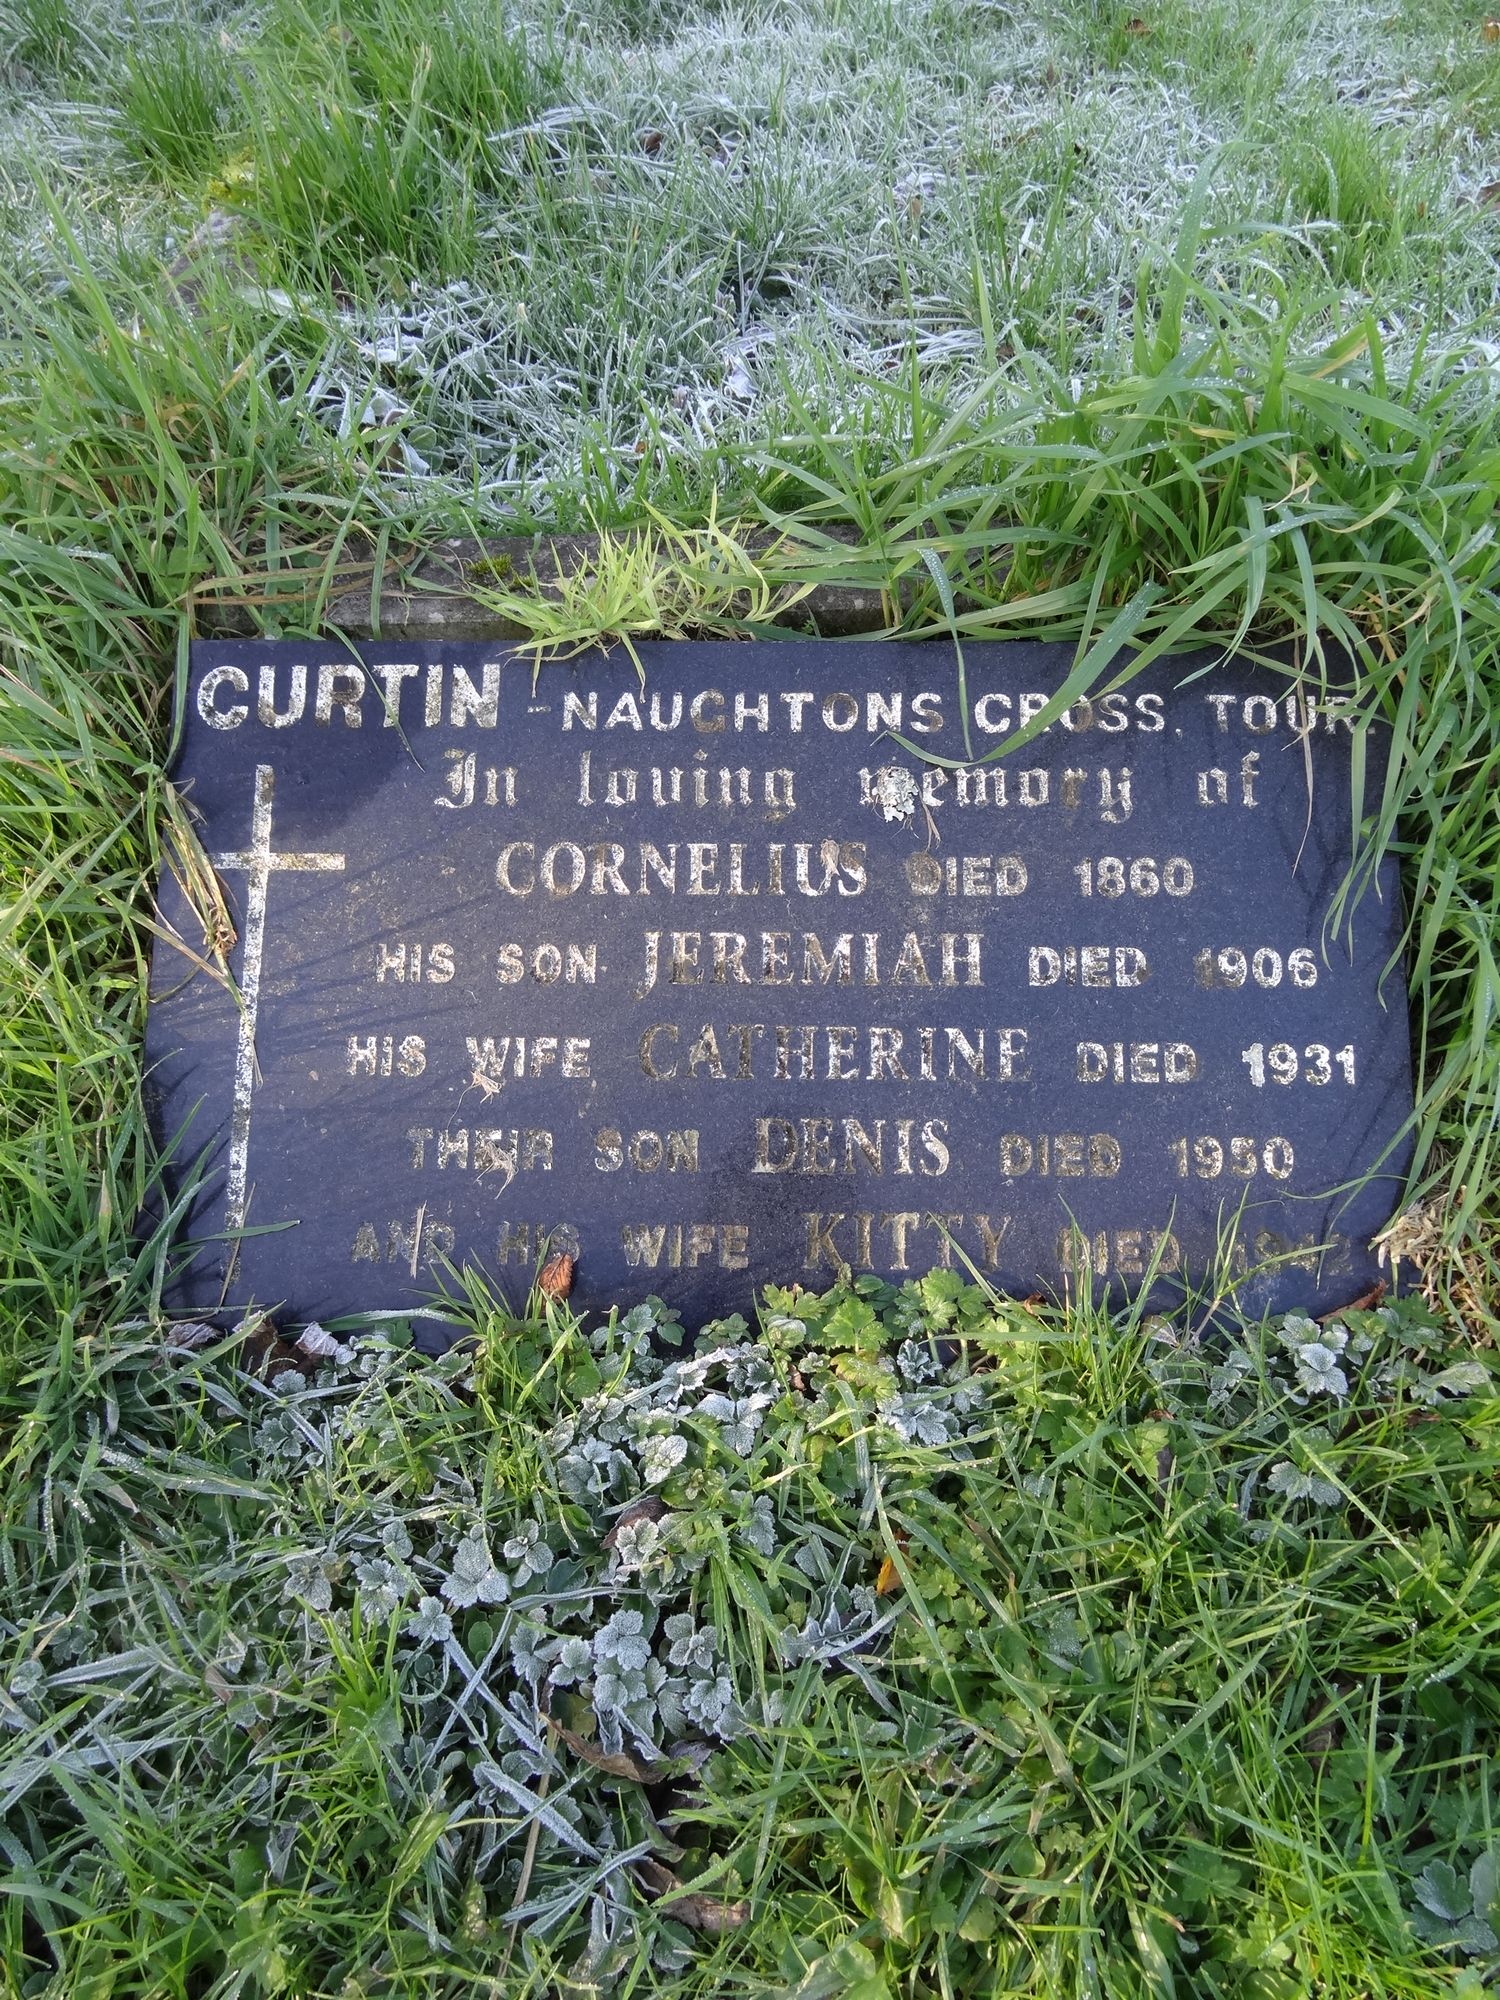 CURTIN - NAUGHTONS CROSS, TOUR.
In loving memory of
CORNELIUS DIED 1860
HIS SON JEREMIAH DIED 1906
HIS WIFE CATHERINE DIED 1931
THEIR SON DENIS DIED 1950
AND HIS WIFE KITTY DIED 1942